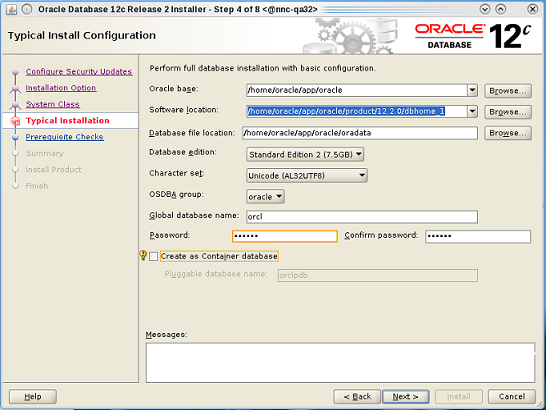 Oracle Database 12c Release 2 Installer - Step 4 of 8 <@nnc-qa32>
Typical Install Configuration
ORACLE
DATABASE 12c
Configure Security Updates
Installation Option
System Class
Typical Installation
Prerequisite Checks
Summary
Install Product
Finish
Perform full database installation with basic configuration.
Oracle base: /home/oracle/app/oracle Browse...
Software location: /home/oracle/app/oracle/product/12.2.0/dbhome_1 Browse...
Database file location: /home/oracle/app/oracle/oradata Browse...
Database edition: Standard Edition 2 (7.5GB)
Character set: Unicode (AL32UTF8)
OSDBA group: oracle
Global database name: orcl
Password: •••••• Confirm password: ••••••
Create as Container database
Pluggable database name: orclpdb
Messages:
Help < Back Next > Install Cancel